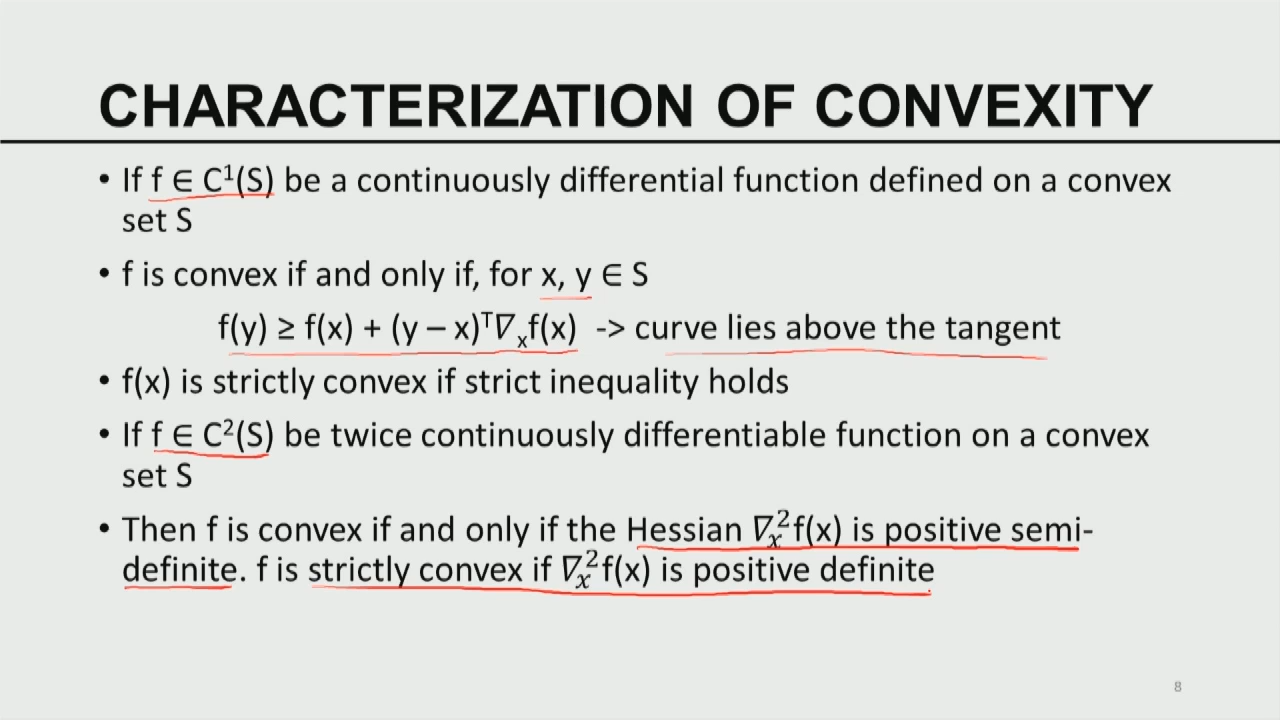 CHARACTERIZATION OF CONVEXITY
• If f ∈ C¹(S) be a continuously differential function defined on a convex
set S
• f is convex if and only if, for x, y ∈ S
f(y) ≥ f(x) + (y – x)ᵀ∇ₓf(x) -> curve lies above the tangent
• f(x) is strictly convex if strict inequality holds
• If f ∈ C²(S) be twice continuously differentiable function on a convex
set S
• Then f is convex if and only if the Hessian ∇ₓ²f(x) is positive semi-
definite. f is strictly convex if ∇ₓ²f(x) is positive definite
8